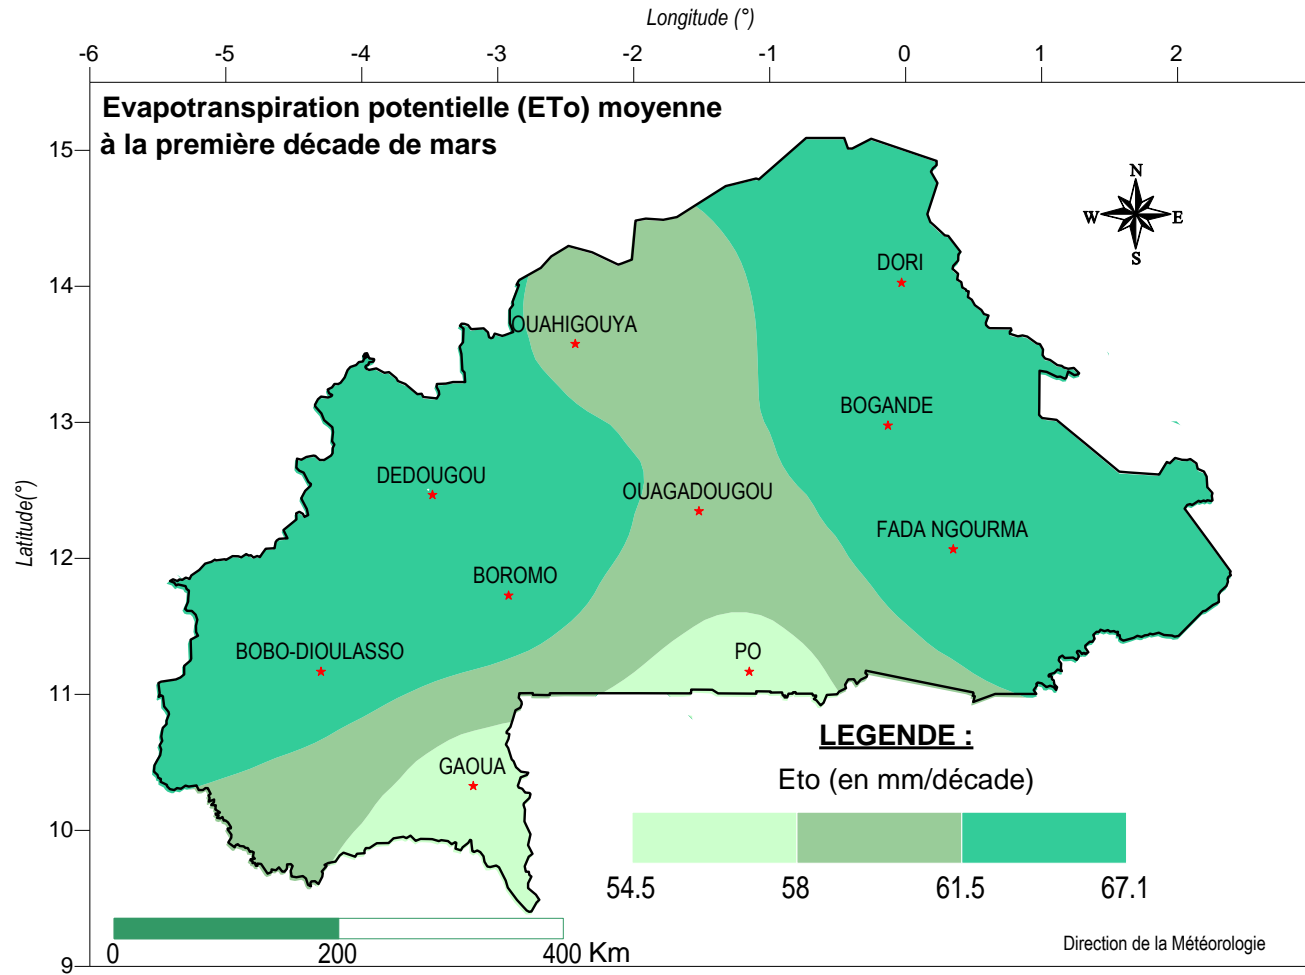 Longitude (°)
-6 -5 -4 -3 -2 -1 0 1 2
Evapotranspiration potentielle (ETo) moyenne
à la première décade de mars
15
N
W E
S
DORI
14
OUAHIGOUYA
13
BOGANDE
DEDOUGOU
OUAGADOUGOU
FADA NGOURMA
Latitude(°)
12
BOROMO
BOBO-DIOULASSO
PO
11
LEGENDE :
GAOUA
Eto (en mm/décade)
10
54.5 58 61.5 67.1
0 200 400 Km
Direction de la Météorologie
9